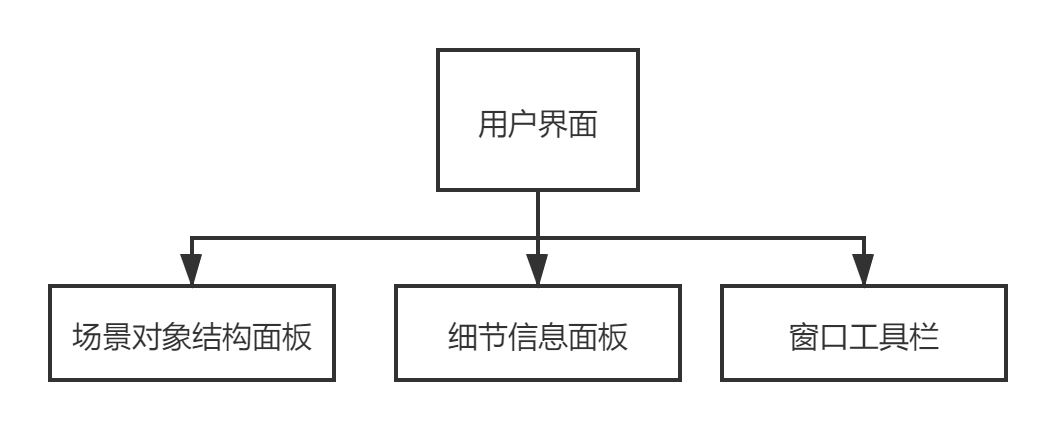 用户界面
场景对象结构面板
细节信息面板
窗口工具栏